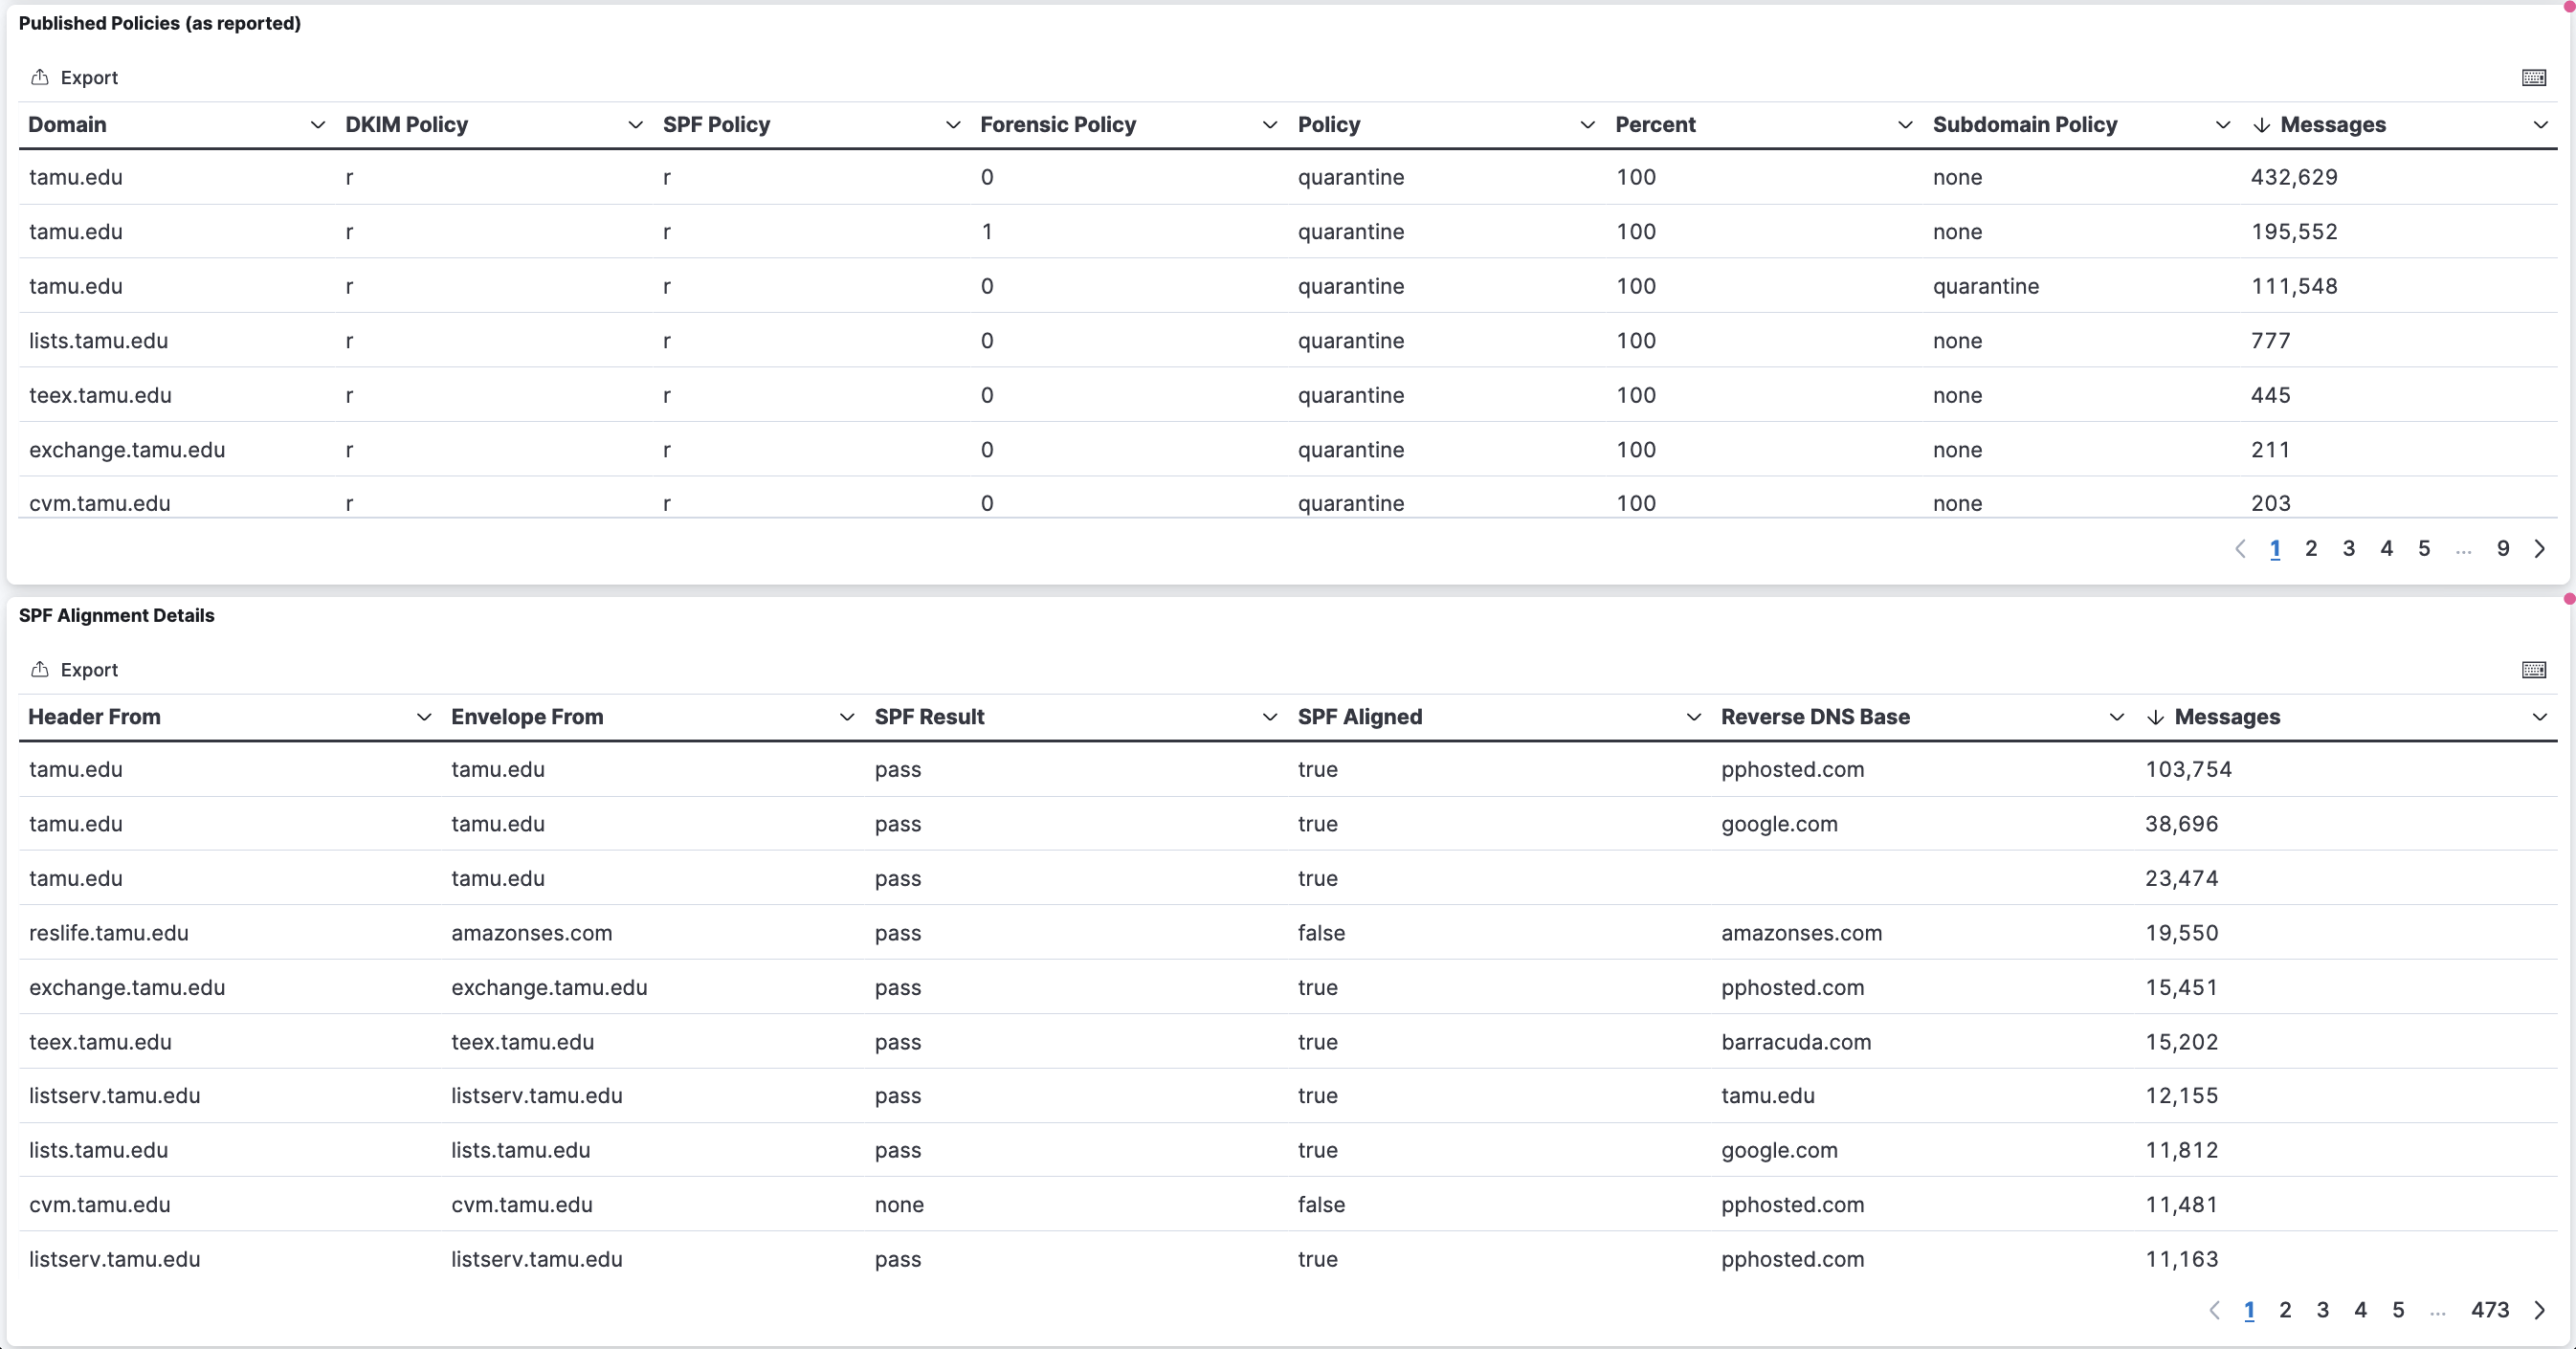 Published Policies (as reported)
Export
Domain DKIM Policy SPF Policy Forensic Policy Policy Percent Subdomain Policy Messages
tamu.edu r r 0 quarantine 100 none 432,629
tamu.edu r r 1 quarantine 100 none 195,552
tamu.edu r r 0 quarantine 100 quarantine 111,548
lists.tamu.edu r r 0 quarantine 100 none 777
teex.tamu.edu r r 0 quarantine 100 none 445
exchange.tamu.edu r r 0 quarantine 100 none 211
cvm.tamu.edu r r 0 quarantine 100 none 203
1 2 3 4 5 ... 9
SPF Alignment Details
Export
Header From Envelope From SPF Result SPF Aligned Reverse DNS Base Messages
tamu.edu tamu.edu pass true pphosted.com 103,754
tamu.edu tamu.edu pass true google.com 38,696
tamu.edu tamu.edu pass true 23,474
reslife.tamu.edu amazonses.com pass false amazonses.com 19,550
exchange.tamu.edu exchange.tamu.edu pass true pphosted.com 15,451
teex.tamu.edu teex.tamu.edu pass true barracuda.com 15,202
listserv.tamu.edu listserv.tamu.edu pass true tamu.edu 12,155
lists.tamu.edu lists.tamu.edu pass true google.com 11,812
cvm.tamu.edu cvm.tamu.edu none false pphosted.com 11,481
listserv.tamu.edu listserv.tamu.edu pass true pphosted.com 11,163
1 2 3 4 5 ... 473